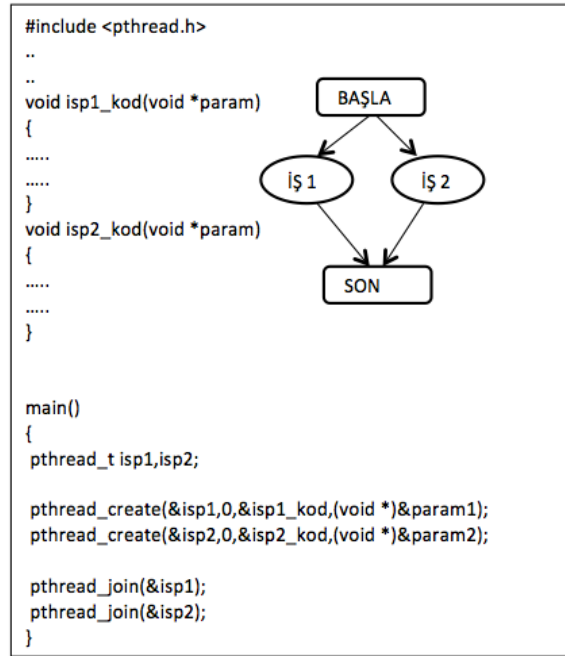 #include <pthread.h>
..
..
void isp1_kod(void *param)
{
.....
.....
}
void isp2_kod(void *param)
{
.....
.....
}
BAŞLA
İŞ 1
İŞ 2
SON
main()
{
pthread_t isp1,isp2;
pthread_create(&isp1,0,&isp1_kod,(void *)&param1);
pthread_create(&isp2,0,&isp2_kod,(void *)&param2);
pthread_join(&isp1);
pthread_join(&isp2);
}